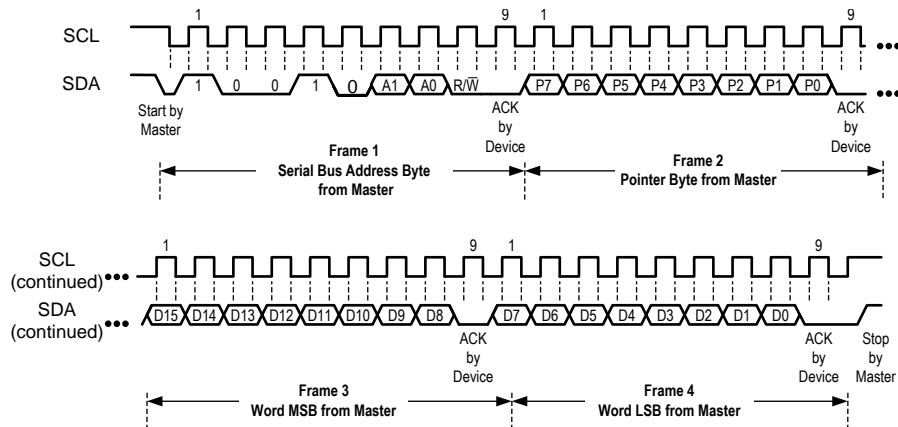 1 9 1 9
SCL
SDA 1 0 0 1 0 A1 A0 R/W̅ P7 P6 P5 P4 P3 P2 P1 P0
Start by
Master
ACK
by
Device
ACK
by
Device
Frame 1
Serial Bus Address Byte
from Master
Frame 2
Pointer Byte from Master
1 9 1 9
SCL
(continued)
SDA
(continued)
D15 D14 D13 D12 D11 D10 D9 D8 D7 D6 D5 D4 D3 D2 D1 D0
ACK
by
Device
ACK
by
Device
Stop
by
Master
Frame 3
Word MSB from Master
Frame 4
Word LSB from Master